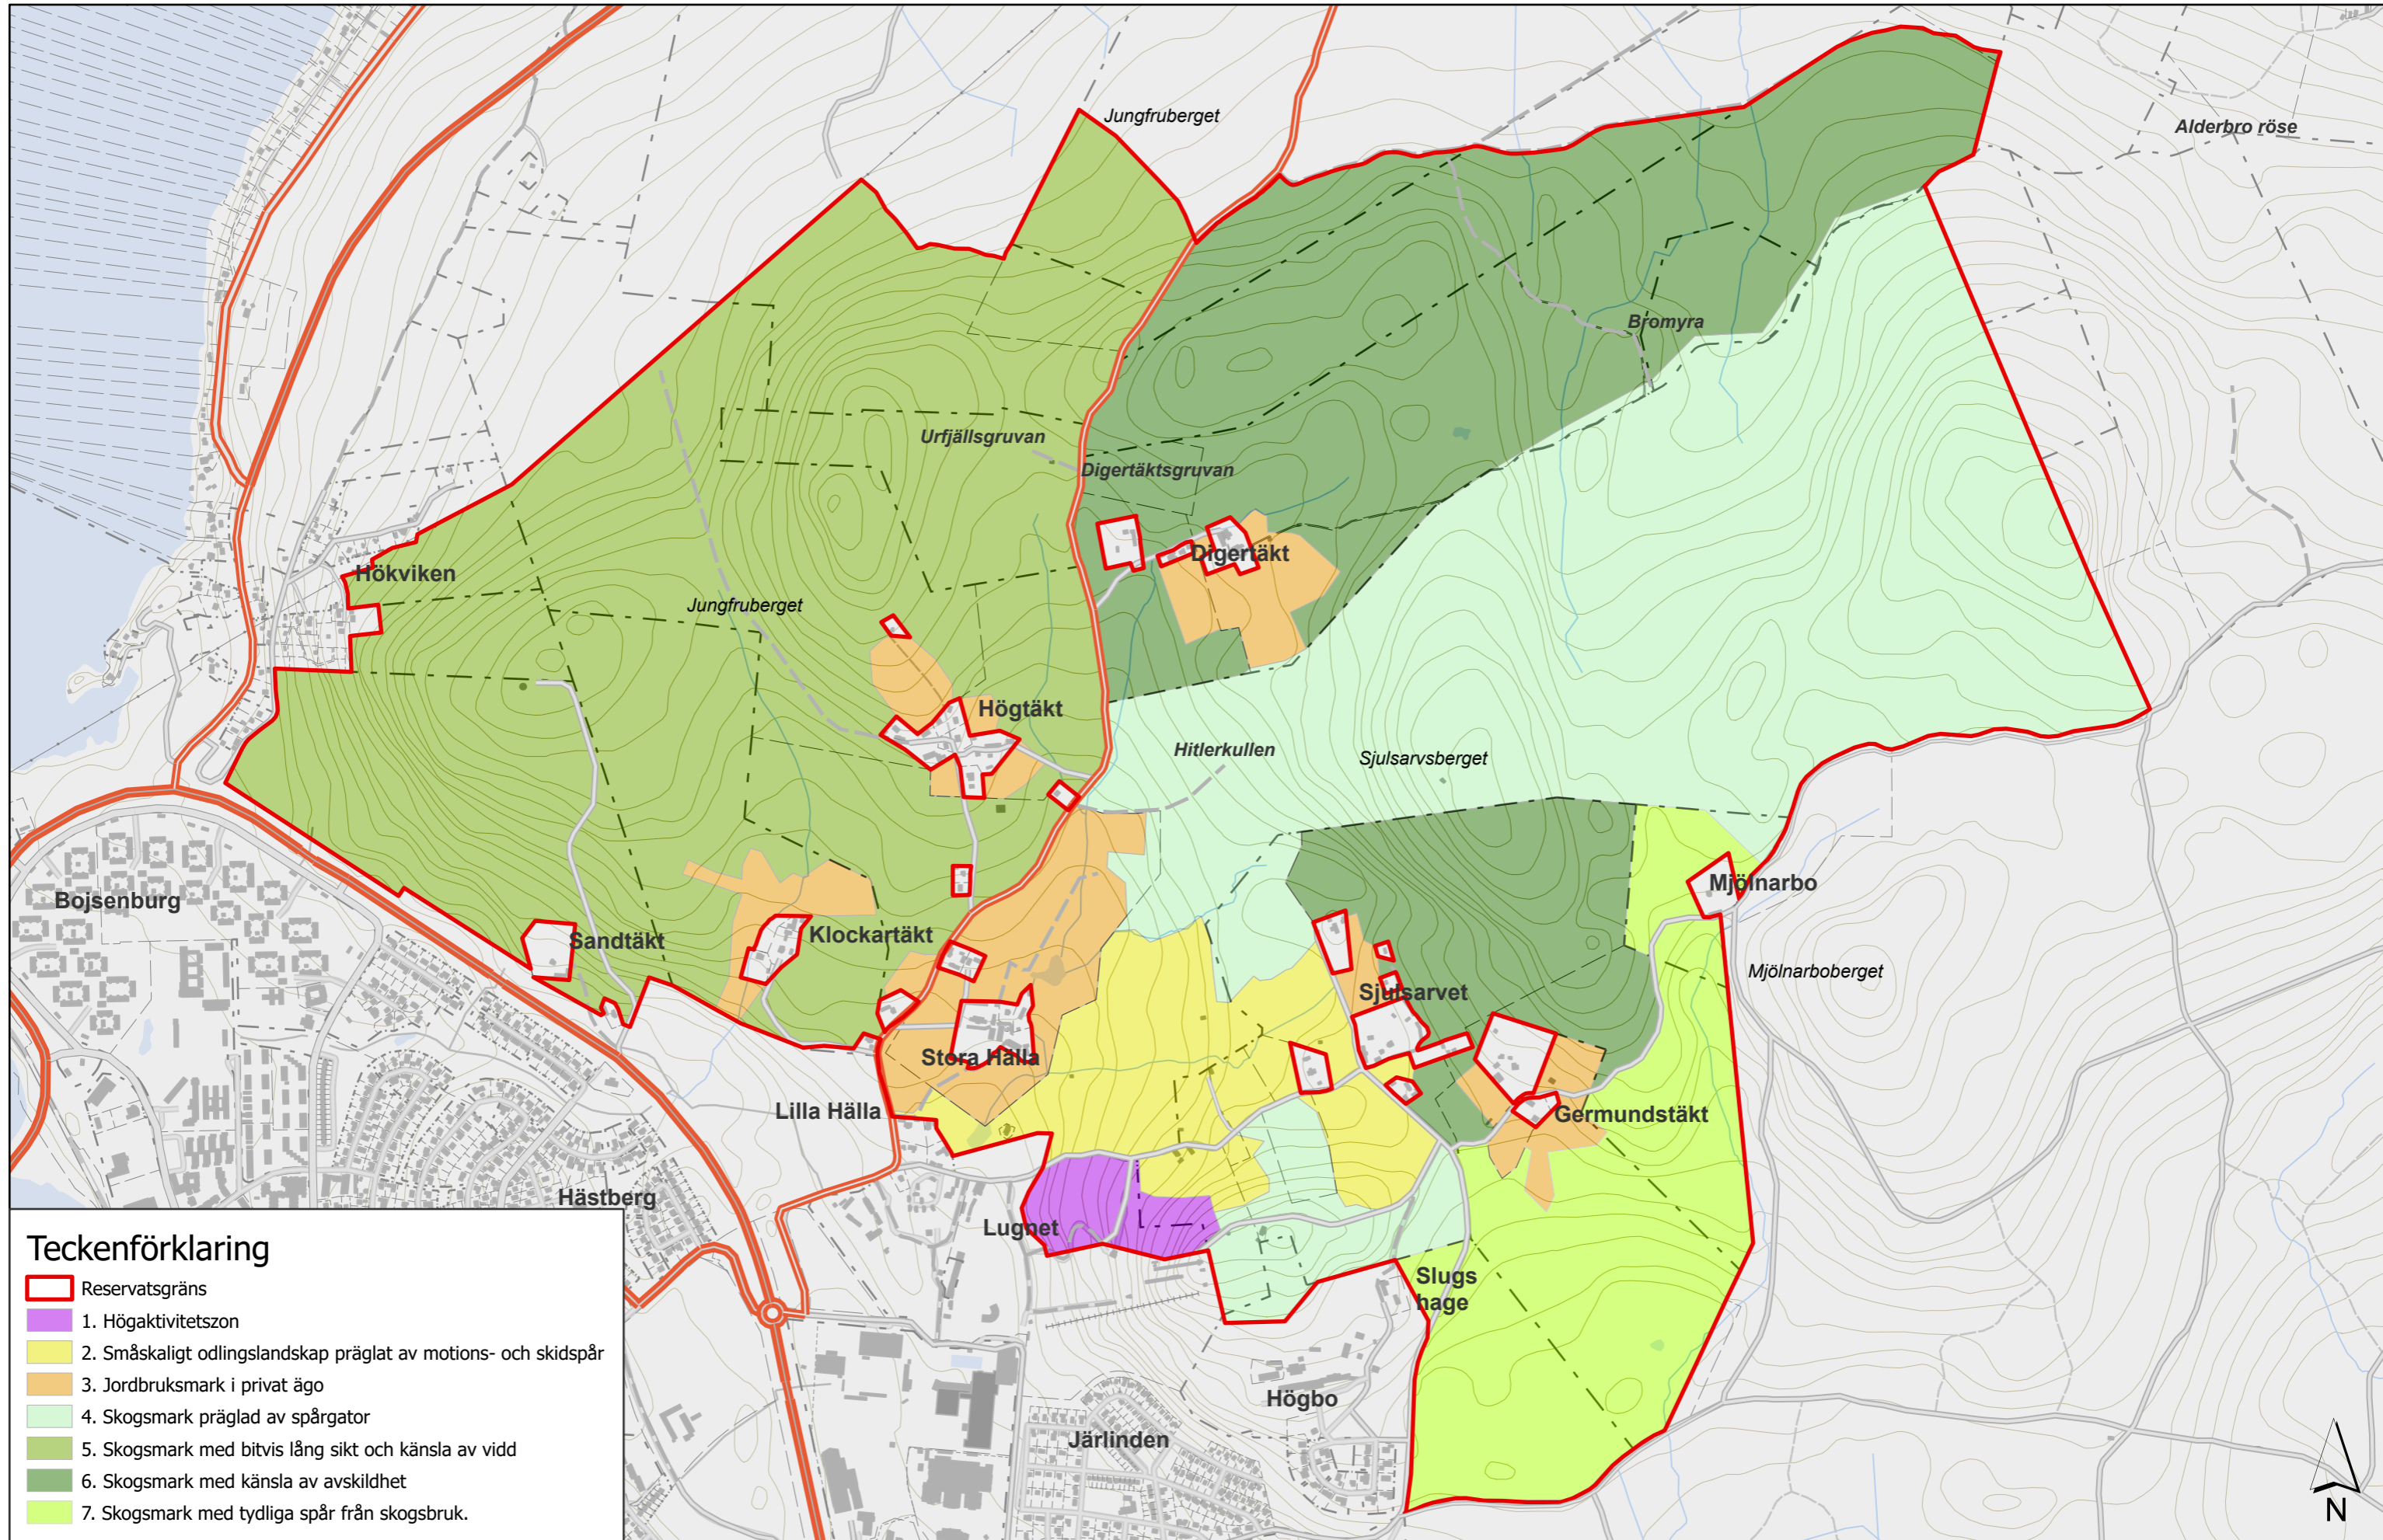 Jungfruberget
Alderbro röse
Bromyra
Urfjällsgruvan
Digertäktsgruvan
Digertäkt
Hökviken
Jungfruberget
Högtäkt
Hitlerkullen
Sjulsarvsberget
Bojsenburg
Sandtäkt
Klockartäkt
Mjölnarbo
Mjölnarboberget
Sjulsarvet
Stora Hälla
Lilla Hälla
Germundstäkt
Hästberg
Lugnet
Slugs
hage
Högbo
Järlinden
Teckenförklaring
Reservatsgräns
1. Högaktivitetszon
2. Småskaligt odlingslandskap präglat av motions- och skidspår
3. Jordbruksmark i privat ägo
4. Skogsmark präglad av spårgator
5. Skogsmark med bitvis lång sikt och känsla av vidd
6. Skogsmark med känsla av avskildhet
7. Skogsmark med tydliga spår från skogsbruk.
N